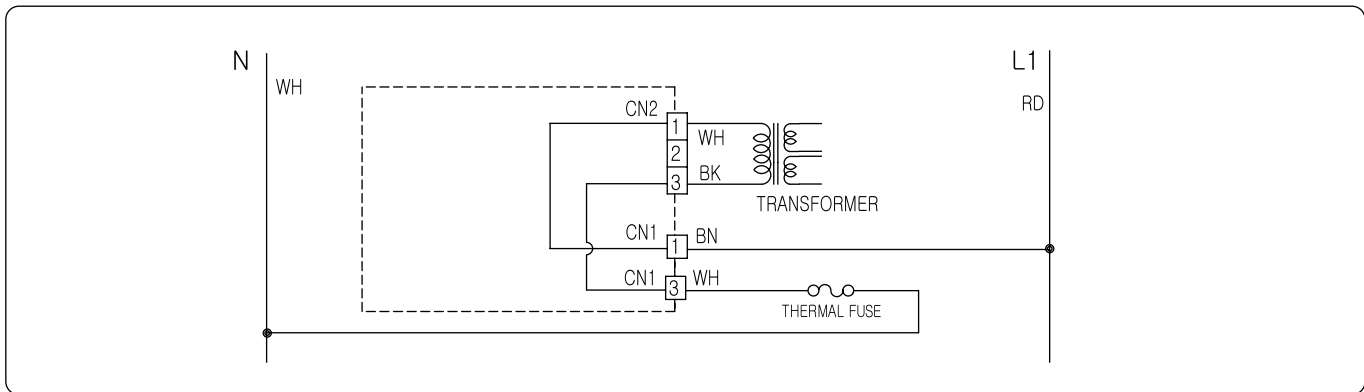 N
L1
WH
RD
CN2
1
WH
2
BK
3
TRANSFORMER
CN1
1
BN
CN1
3
WH
THERMAL FUSE